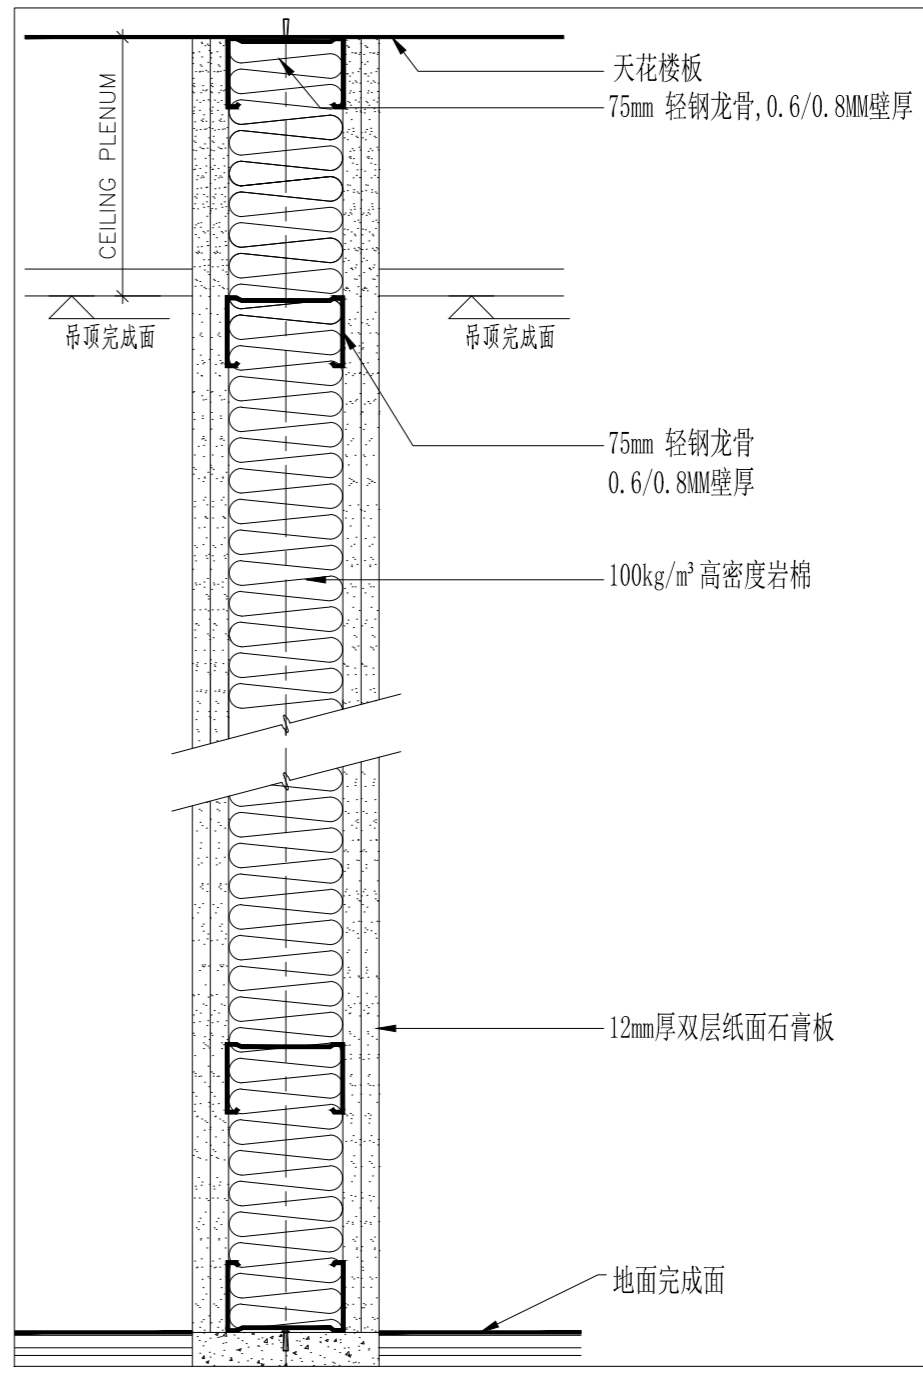 天花楼板
75mm 轻钢龙骨,0.6/0.8MM壁厚
CEILING PLENUM
吊顶完成面
吊顶完成面
75mm 轻钢龙骨
0.6/0.8MM壁厚
100kg/m³高密度岩棉
12mm厚双层纸面石膏板
地面完成面